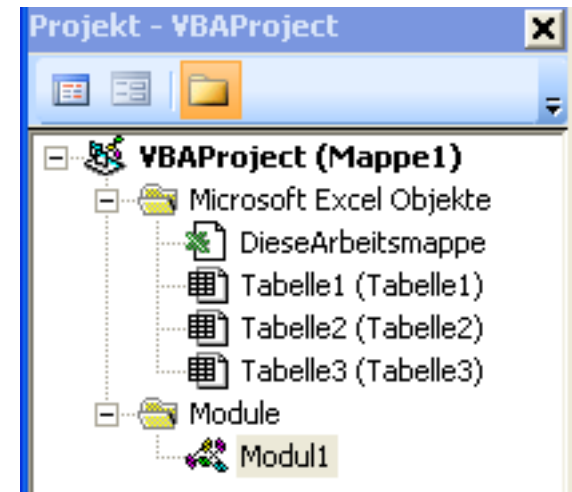 Projekt - VBAProject
VBAProject (Mappe1)
Microsoft Excel Objekte
DieseArbeitsmappe
Tabelle1 (Tabelle1)
Tabelle2 (Tabelle2)
Tabelle3 (Tabelle3)
Module
Modul1